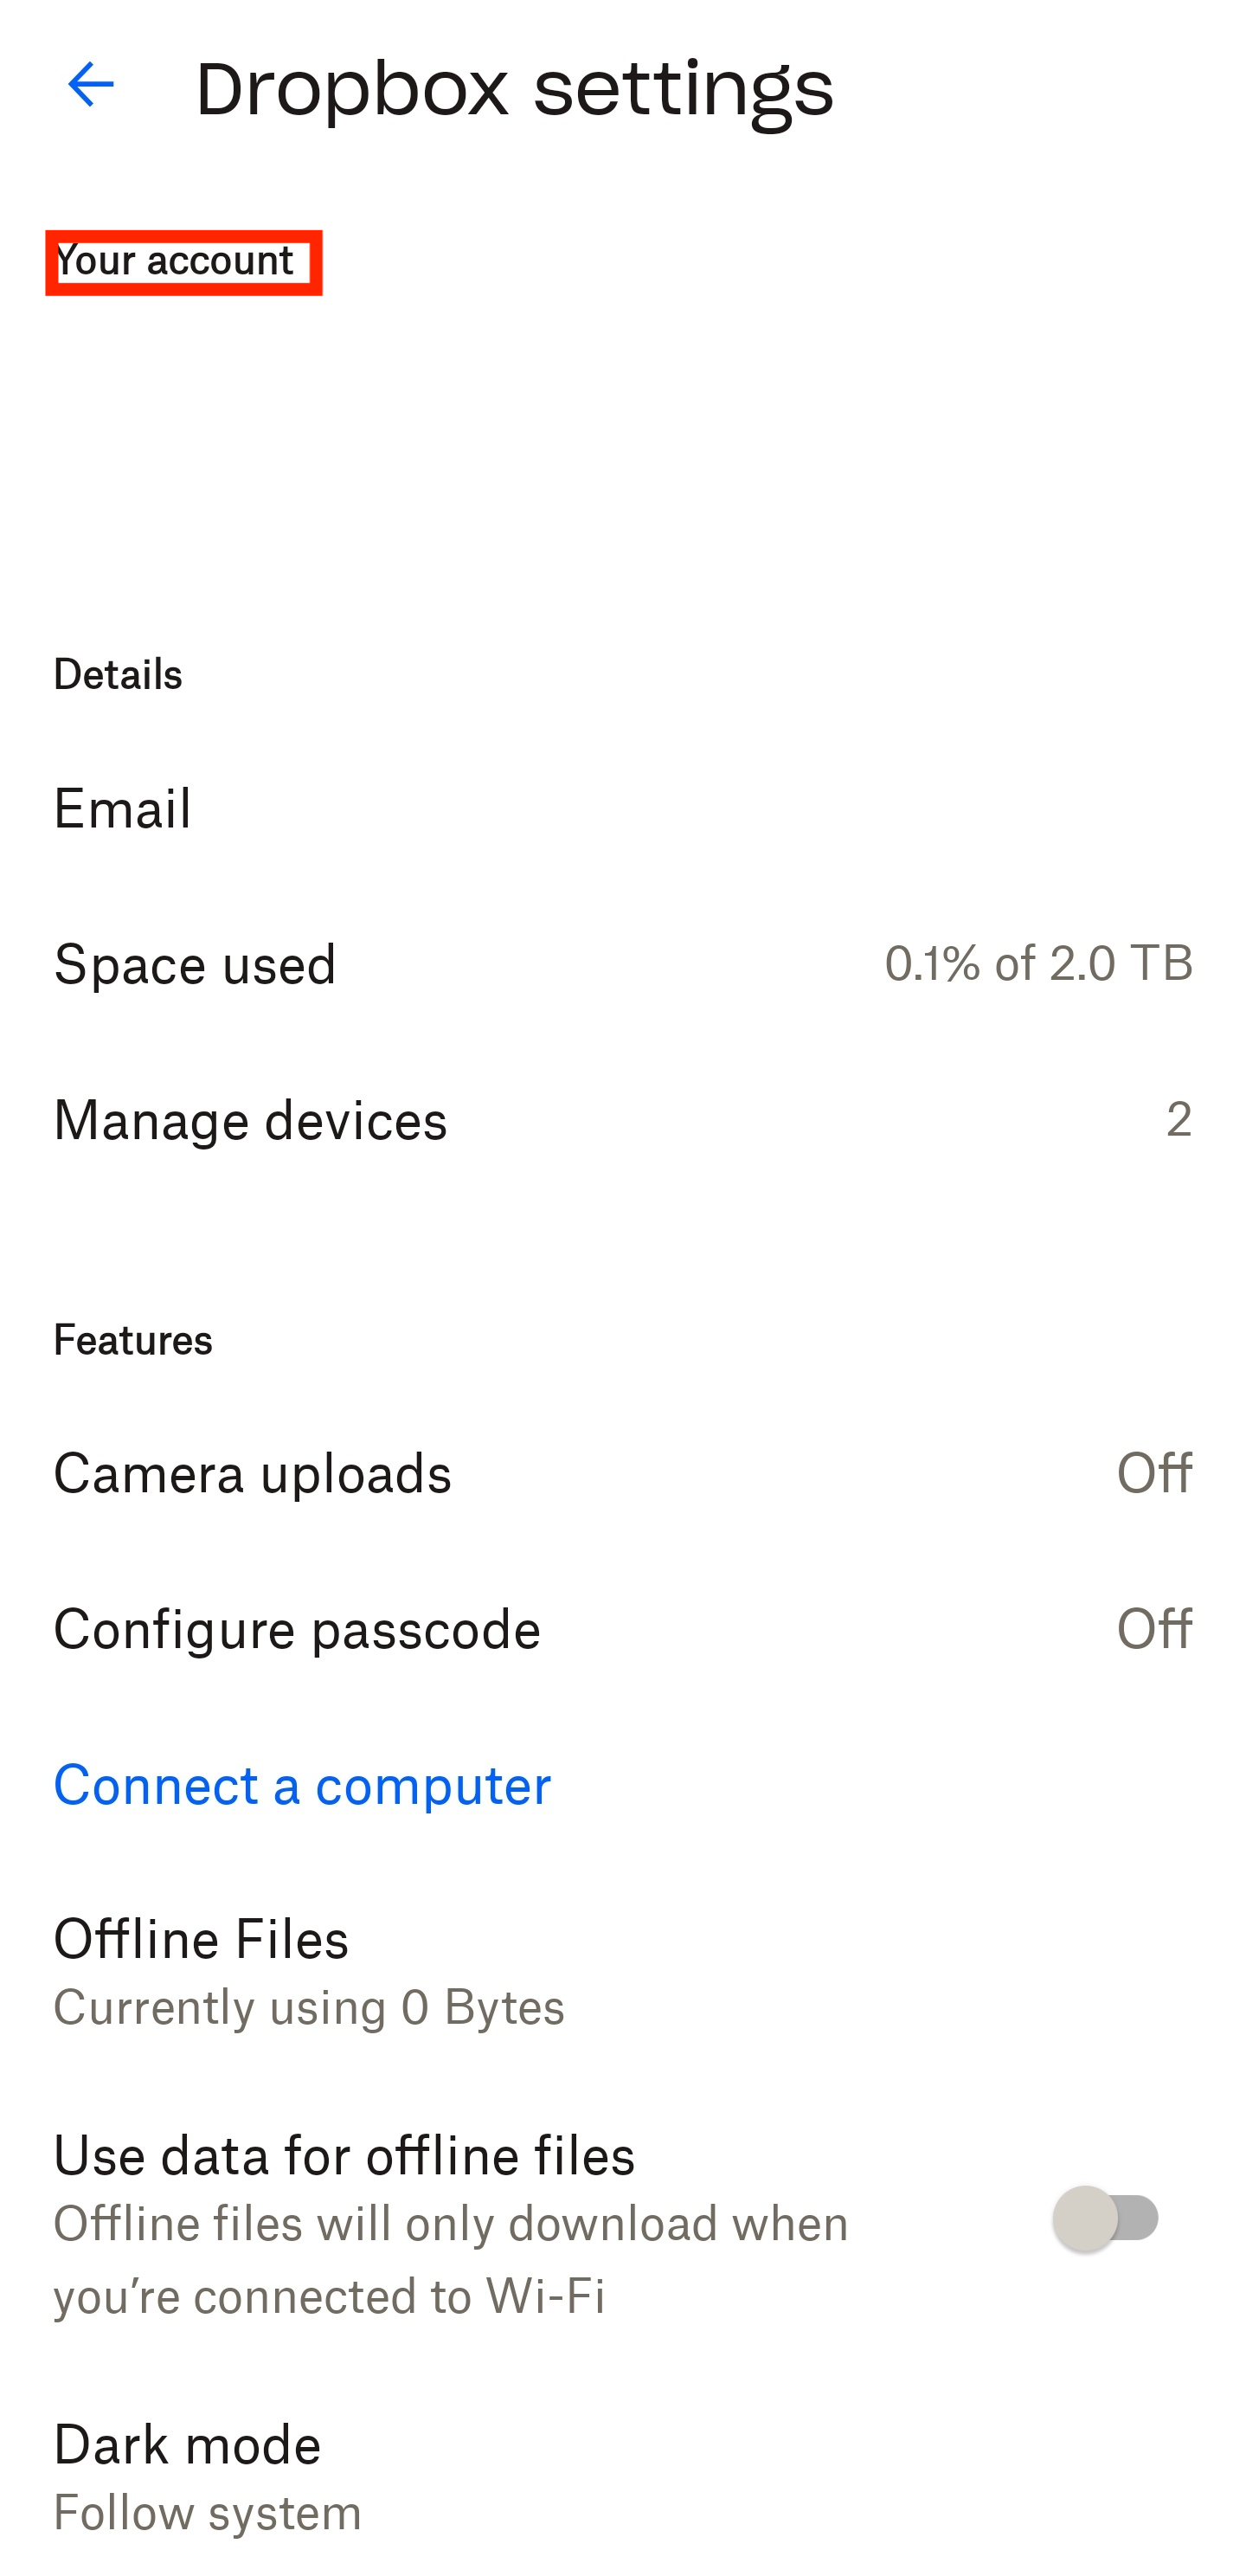 Dropbox settings
Your account
Details
Email
Space used 0.1% of 2.0 TB
Manage devices 2
Features
Camera uploads Off
Configure passcode Off
Connect a computer
Offline Files
Currently using 0 Bytes
Use data for offline files
Offline files will only download when
you’re connected to Wi-Fi
Dark mode
Follow system